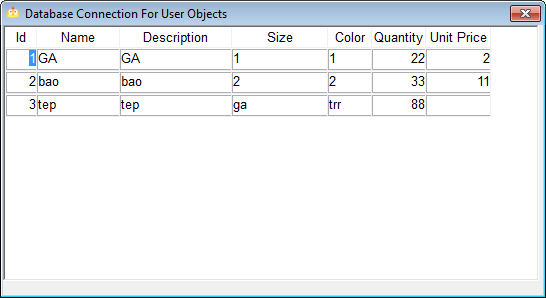 Database Connection For User Objects
Id Name Description Size Color Quantity Unit Price
1 GA GA 1 1 22 2
2 bao bao 2 2 33 11
3 tep tep ga trr 88